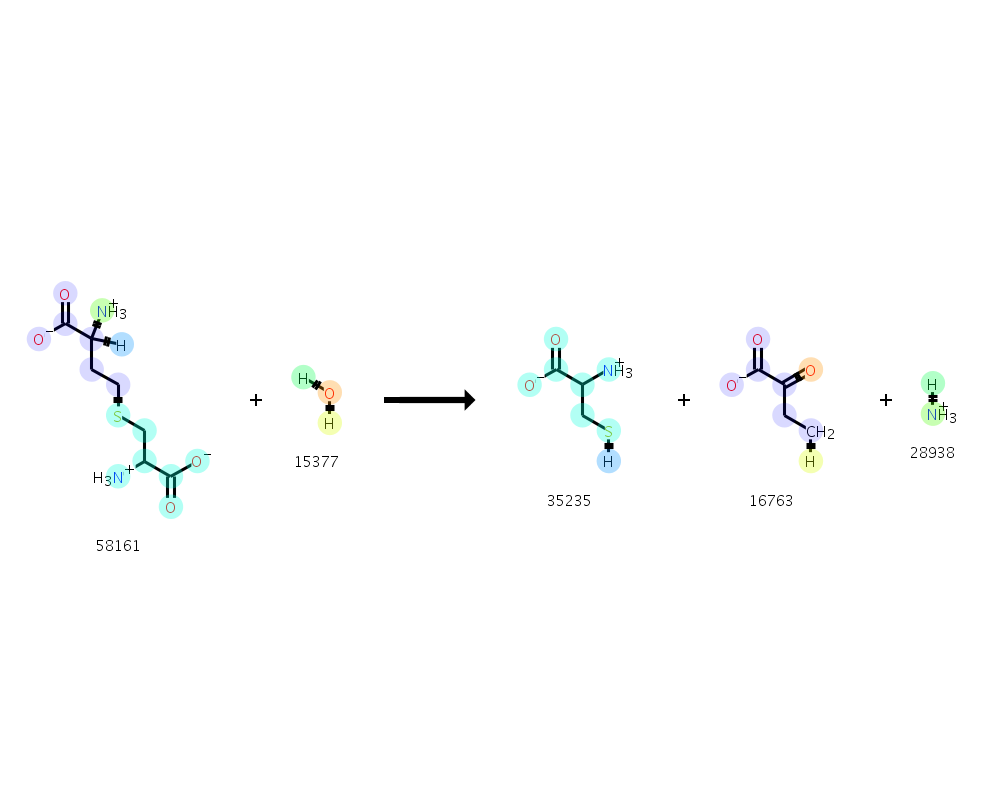 O
NH3+
O−
H
S
H3N+
O−
O
58161
+
H
O
H
15377
O
NH3+
O−
S
H
35235
+
O
O
O−
CH2
H
16763
+
H
NH3+
28938